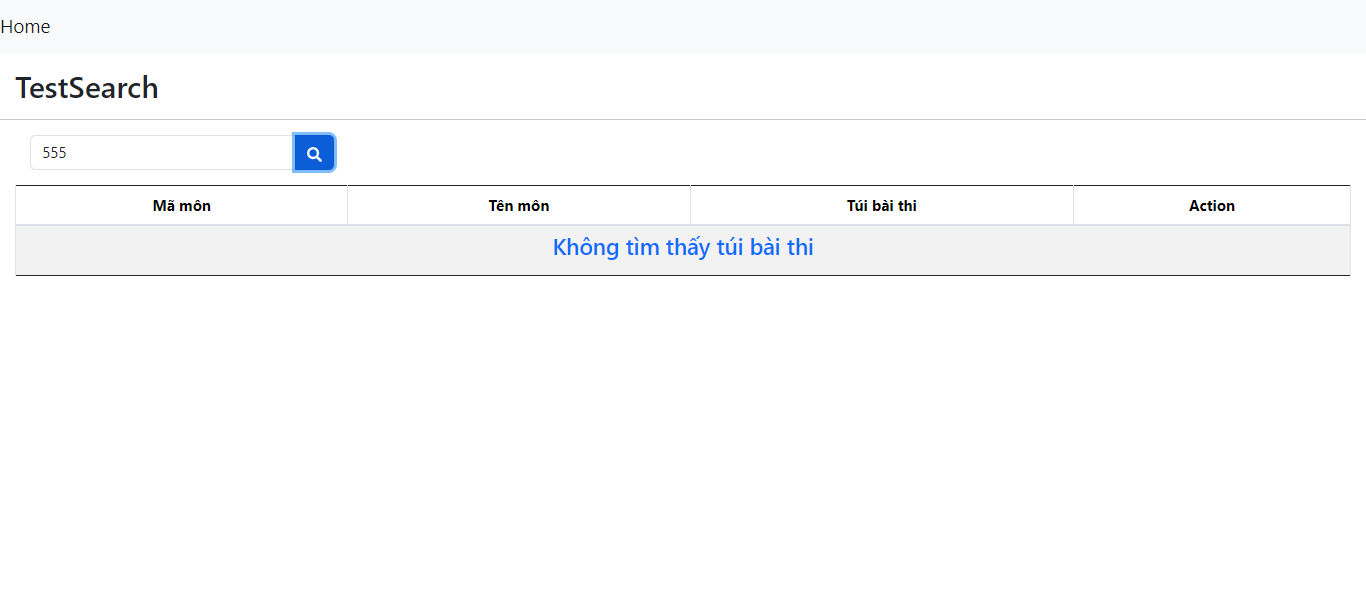 Home
TestSearch
555
Mã môn Tên môn Túi bài thi Action
Không tìm thấy túi bài thi